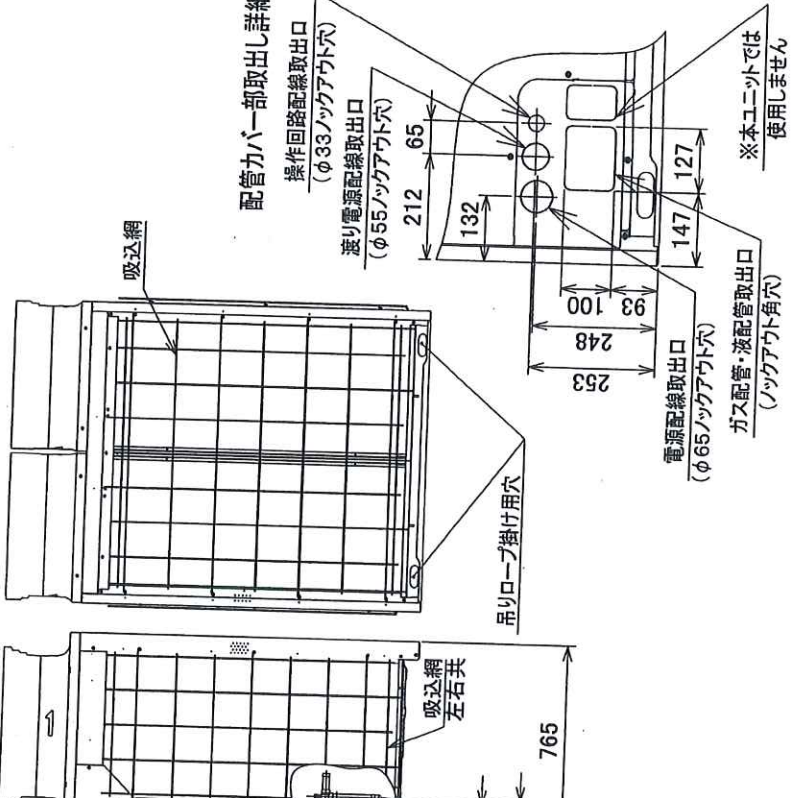 配管カバー部取出し詳細
操作回路配線取出口
(φ33ノックアウト穴)
渡り電源配線取出口
(φ55ノックアウト穴)
吸込網
65
212
132
127
147
100
93
248
253
※本ユニットでは
使用しません
電源配線取出口
(φ65ノックアウト穴)
ガス配管・液配管取出口
(ノックアウト角穴)
吊りロープ掛け用穴
1
吸込網
左右共
765